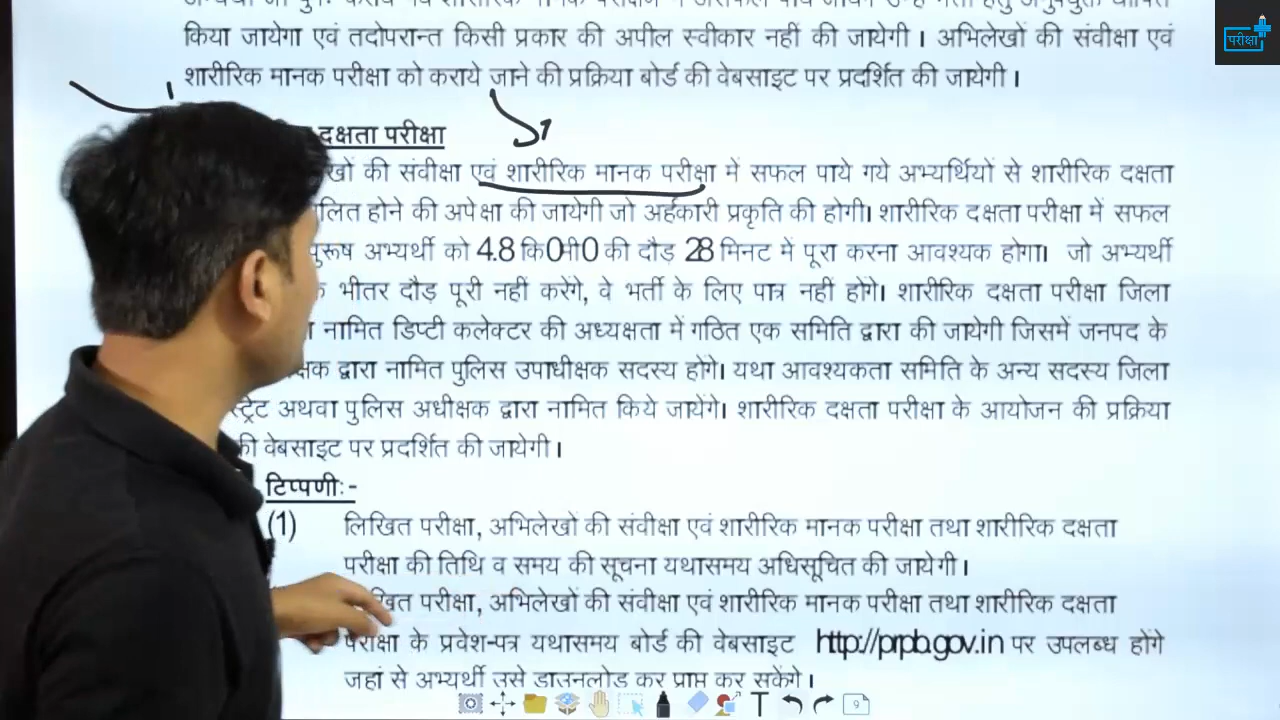 किया जायेगा एवं तदोपरान्त किसी प्रकार की अपील स्वीकार नहीं की जायेगी । अभिलेखों की संवीक्षा एवं
शारीरिक मानक परीक्षा को कराये जाने की प्रक्रिया बोर्ड की वेबसाइट पर प्रदर्शित की जायेगी ।
परीक्षा
दक्षता परीक्षा
की संवीक्षा एवं शारीरिक मानक परीक्षा में सफल पाये गये अभ्यर्थियों से शारीरिक दक्षता
होने की अपेक्षा की जायेगी जो अर्हकारी प्रकृति की होगी। शारीरिक दक्षता परीक्षा में सफल
पुरूष अभ्यर्थी को 4.8 कि0मी0 की दौड़ 28 मिनट में पूरा करना आवश्यक होगा। जो अभ्यर्थी
भीतर दौड़ पूरी नहीं करेंगे, वे भर्ती के लिए पात्र नहीं होंगे। शारीरिक दक्षता परीक्षा जिला
नामित डिप्टी कलेक्टर की अध्यक्षता में गठित एक समिति द्वारा की जायेगी जिसमें जनपद के
द्वारा नामित पुलिस उपाधीक्षक सदस्य होंगे। यथा आवश्यकता समिति के अन्य सदस्य जिला
अथवा पुलिस अधीक्षक द्वारा नामित किये जायेंगे। शारीरिक दक्षता परीक्षा के आयोजन की प्रक्रिया
की वेबसाइट पर प्रदर्शित की जायेगी ।
टिप्पणीः-
(1) लिखित परीक्षा, अभिलेखों की संवीक्षा एवं शारीरिक मानक परीक्षा तथा शारीरिक दक्षता
परीक्षा की तिथि व समय की सूचना यथासमय अधिसूचित की जायेगी ।
परीक्षा, अभिलेखों की संवीक्षा एवं शारीरिक मानक परीक्षा तथा शारीरिक दक्षता
परीक्षा के प्रवेश-पत्र यथासमय बोर्ड की वेबसाइट http://prpb.gov.in पर उपलब्ध होंगे
जहां से अभ्यर्थी उसे डाउनलोड कर प्राप्त कर सकेंगे ।
9